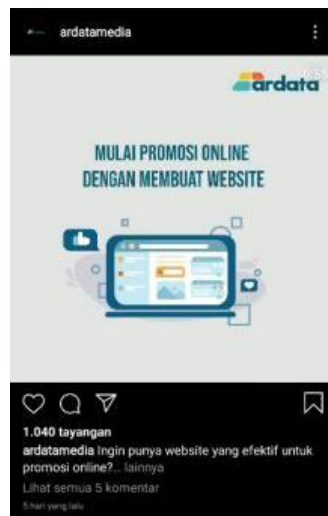 ardatamedia
ardata
MULAI PROMOSI ONLINE
DENGAN MEMBUAT WEBSITE
1.040 tayangan
ardatamedia Ingin punya website yang efektif untuk
promosi online?... lainnya
Lihat semua 5 komentar
5 hari yang lalu